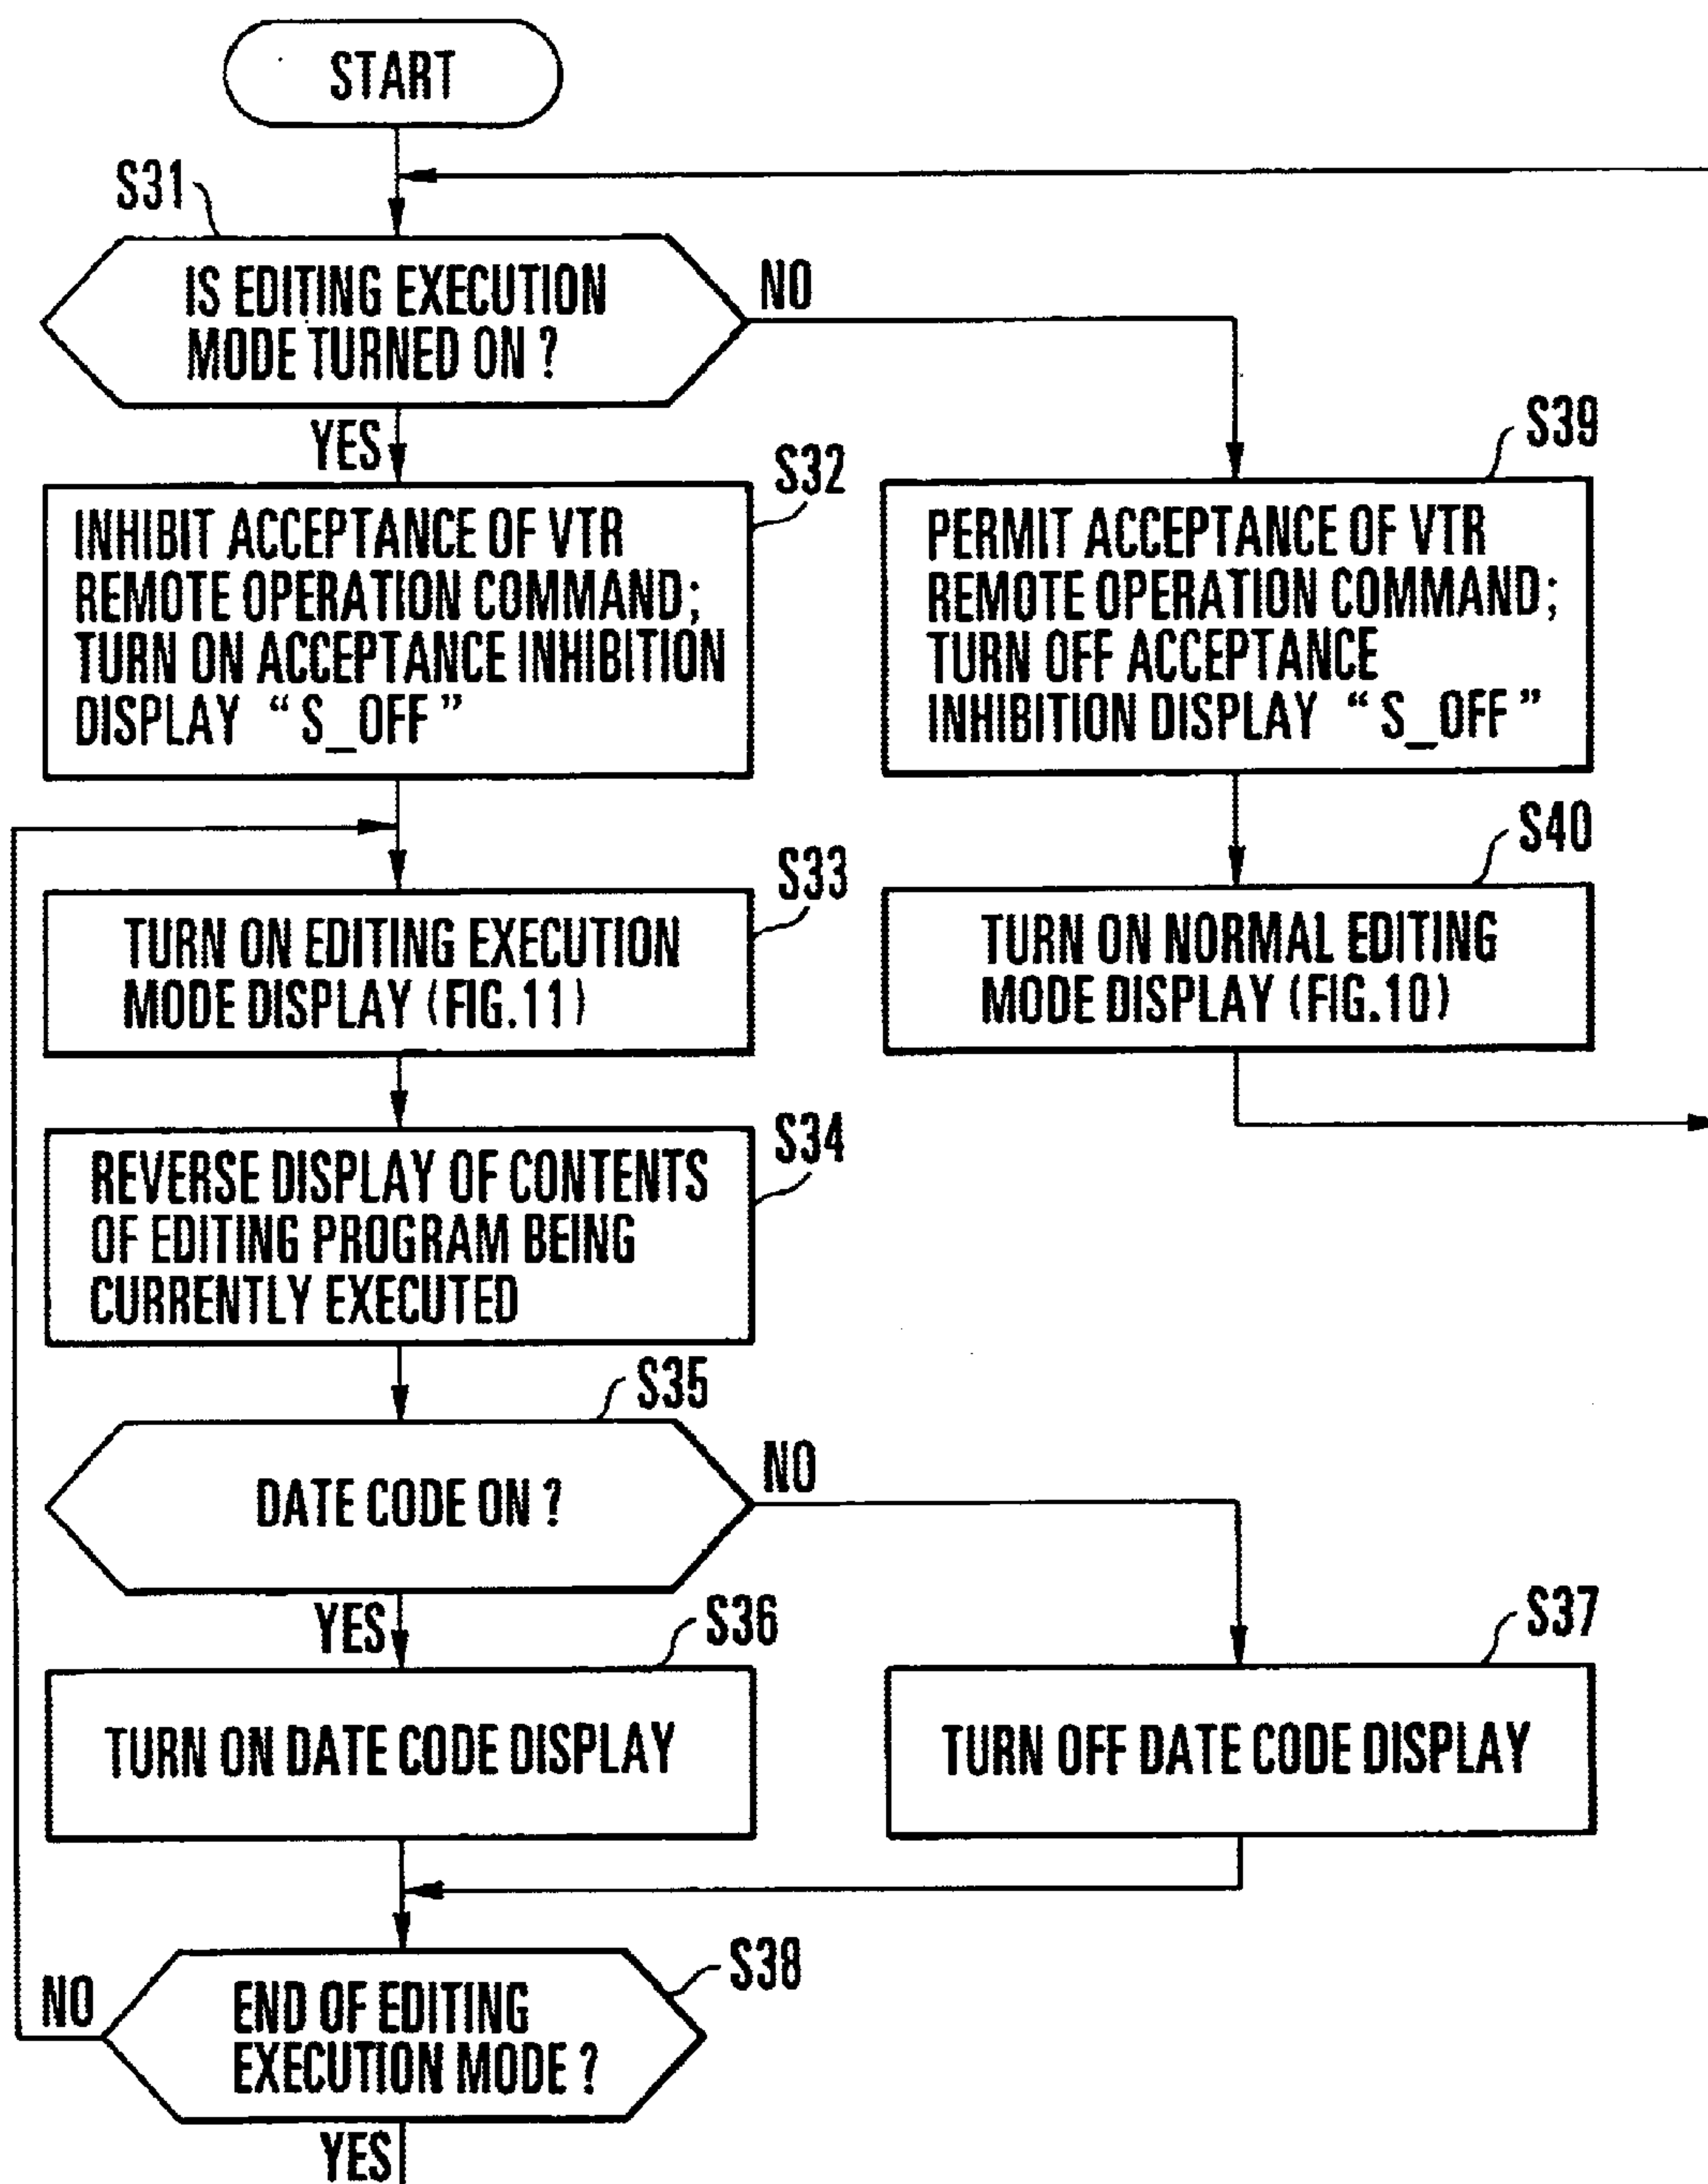 START
S31
IS EDITING EXECUTION
MODE TURNED ON ?
NO
YES
S32
INHIBIT ACCEPTANCE OF VTR
REMOTE OPERATION COMMAND;
TURN ON ACCEPTANCE INHIBITION
DISPLAY “ S_OFF ”
S39
PERMIT ACCEPTANCE OF VTR
REMOTE OPERATION COMMAND;
TURN OFF ACCEPTANCE
INHIBITION DISPLAY “ S_OFF ”
S33
TURN ON EDITING EXECUTION
MODE DISPLAY (FIG.11)
S40
TURN ON NORMAL EDITING
MODE DISPLAY (FIG.10)
S34
REVERSE DISPLAY OF CONTENTS
OF EDITING PROGRAM BEING
CURRENTLY EXECUTED
S35
DATE CODE ON ?
NO
YES
S36
TURN ON DATE CODE DISPLAY
S37
TURN OFF DATE CODE DISPLAY
S38
END OF EDITING
EXECUTION MODE ?
NO
YES